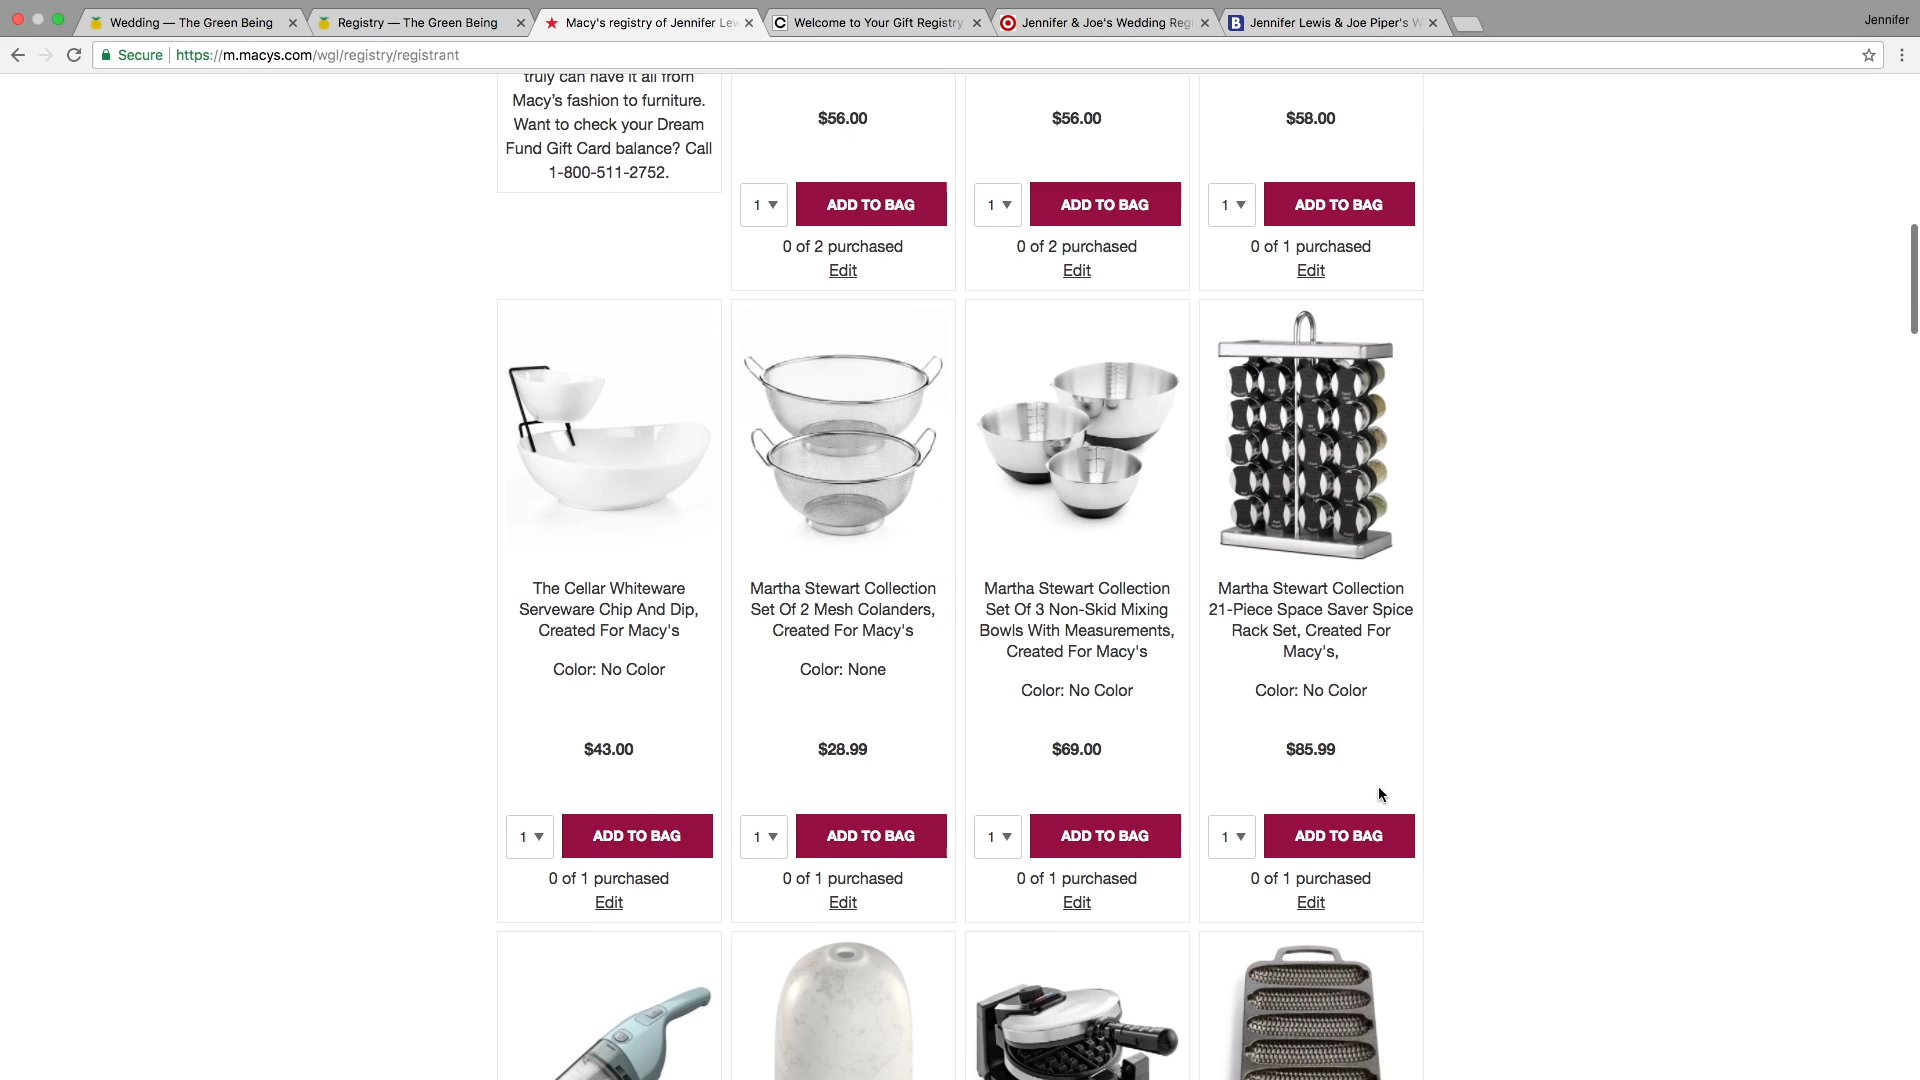 Wedding — The Green Being
Registry — The Green Being
Macy's registry of Jennifer Lew
Welcome to Your Gift Registry
Jennifer & Joe's Wedding Regi
Jennifer Lewis & Joe Piper's W
Jennifer
Secure
https://m.macys.com/wgl/registry/registrant
truly can have it all from
Macy's fashion to furniture.
Want to check your Dream
Fund Gift Card balance? Call
1-800-511-2752.
$56.00
1
ADD TO BAG
0 of 2 purchased
Edit
$56.00
1
ADD TO BAG
0 of 2 purchased
Edit
$58.00
1
ADD TO BAG
0 of 1 purchased
Edit
The Cellar Whiteware
Serveware Chip And Dip,
Created For Macy's
Color: No Color
$43.00
1
ADD TO BAG
0 of 1 purchased
Edit
Martha Stewart Collection
Set Of 2 Mesh Colanders,
Created For Macy's
Color: None
$28.99
1
ADD TO BAG
0 of 1 purchased
Edit
Martha Stewart Collection
Set Of 3 Non-Skid Mixing
Bowls With Measurements,
Created For Macy's
Color: No Color
$69.00
1
ADD TO BAG
0 of 1 purchased
Edit
Martha Stewart Collection
21-Piece Space Saver Spice
Rack Set, Created For
Macy's,
Color: No Color
$85.99
1
ADD TO BAG
0 of 1 purchased
Edit